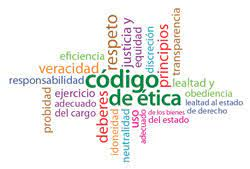 respeto
justicia y
equidad
discreción
principios
transparencia
eficiencia
veracidad
responsabilidad
código
de ética
lealtad y
obediencia
lealtad al estado
de derecho
probidad
ejercicio
adecuado
del cargo
deberes
idoneidad
neutralidad
uso
adecuado
de los bienes
del estado